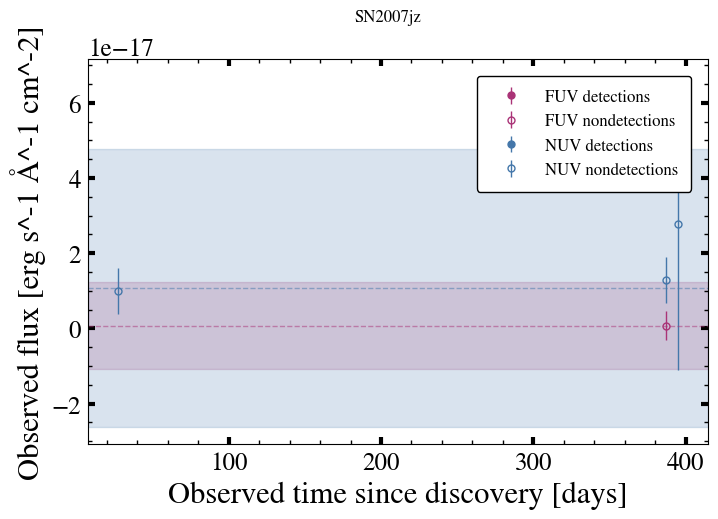 SN2007jz
1e−17
FUV detections
FUV nondetections
NUV detections
NUV nondetections
6
4
2
0
−2
100 200 300 400
Observed time since discovery [days]
Observed flux [erg s^-1 Å^-1 cm^-2]